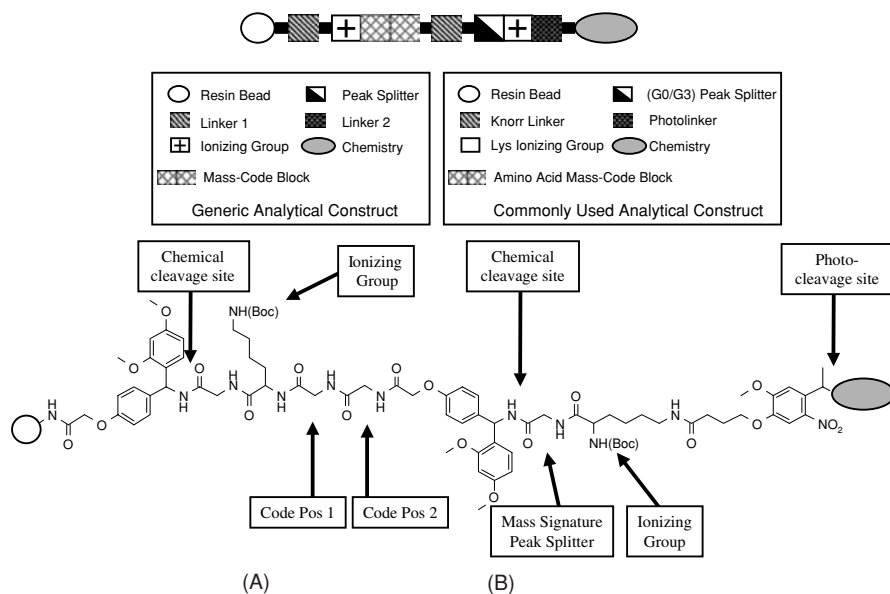 Resin Bead
Peak Splitter
Linker 1
Linker 2
Ionizing Group
Chemistry
Mass-Code Block
Generic Analytical Construct
Resin Bead
(G0/G3) Peak Splitter
Knorr Linker
Photolinker
Lys Ionizing Group
Chemistry
Amino Acid Mass-Code Block
Commonly Used Analytical Construct
Chemical
cleavage site
Ionizing
Group
Chemical
cleavage site
Photo-
cleavage site
NH(Boc)
O
O
H
N
O
O
N
H
O
H
N
O
N
H
O
H
N
O
N
H
O
O
H
N
O
N
H
O
NH(Boc)
H
N
O
O
O
NO2
O
O
Code Pos 1
Code Pos 2
Mass Signature
Peak Splitter
Ionizing
Group
(A)
(B)